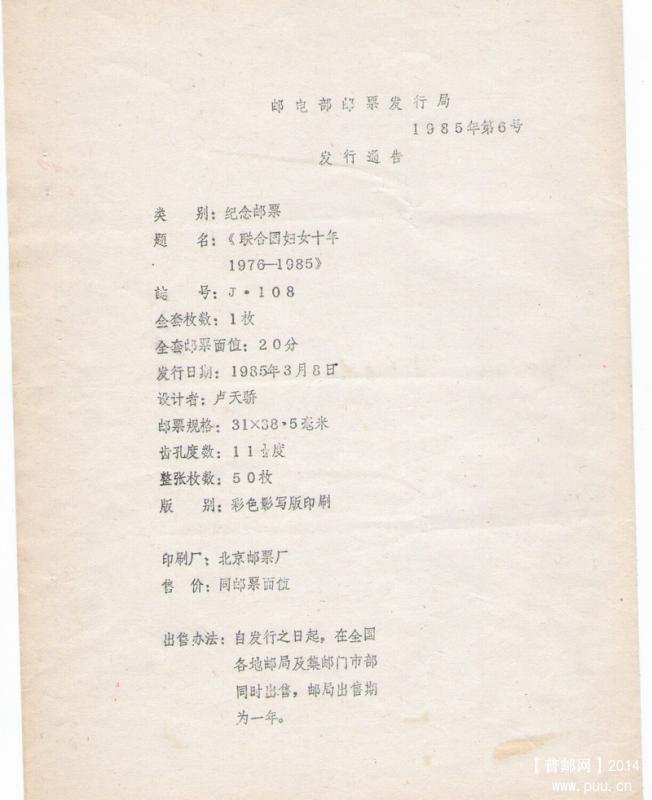 邮电部邮票发行局
1985年第6号
发行通告
类 别：纪念邮票
题 名：《联合国妇女十年
1976—1985》
志 号：J·108
全套枚数：1枚
全套邮票面值：20分
发行日期：1985年3月8日
设计者：卢天骄
邮票规格：31×38·5毫米
齿孔度数：11½度
整张枚数：50枚
版 别：彩色影写版印刷
印刷厂：北京邮票厂
售 价：同邮票面值
出售办法：自发行之日起，在全国
各地邮局及集邮门市部
同时出售，邮局出售期
为一年。
【普邮网】2014
www.puu.cn